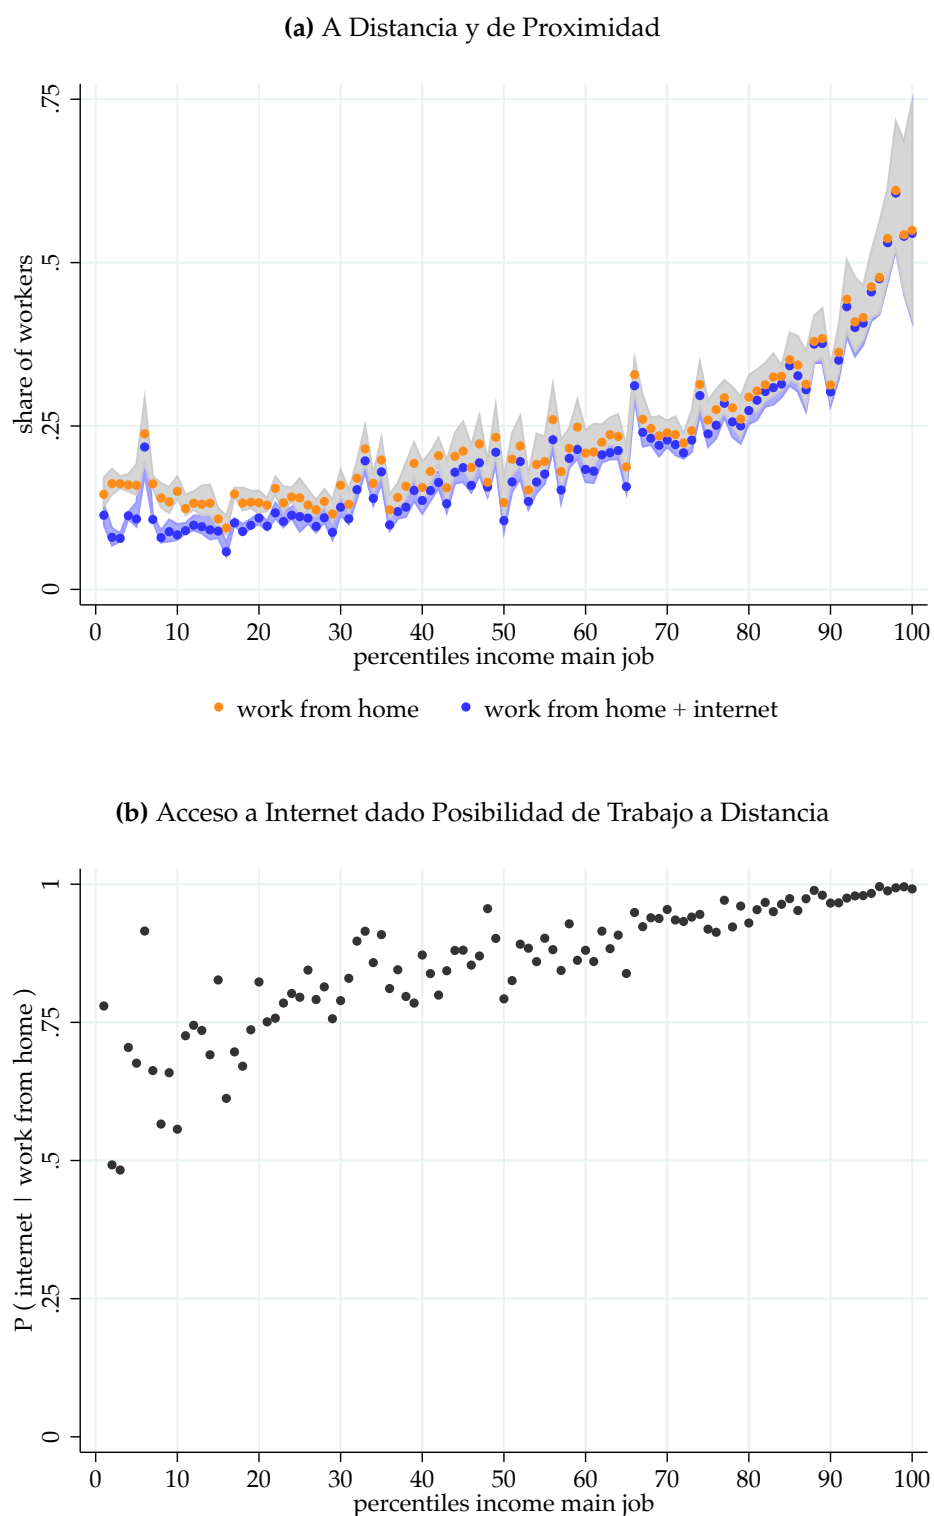 (a) A Distancia y de Proximidad
share of workers
.75
.5
.25
0
0 10 20 30 40 50 60 70 80 90 100
percentiles income main job
work from home work from home + internet
(b) Acceso a Internet dado Posibilidad de Trabajo a Distancia
P ( internet | work from home )
1
.75
.5
.25
0
0 10 20 30 40 50 60 70 80 90 100
percentiles income main job